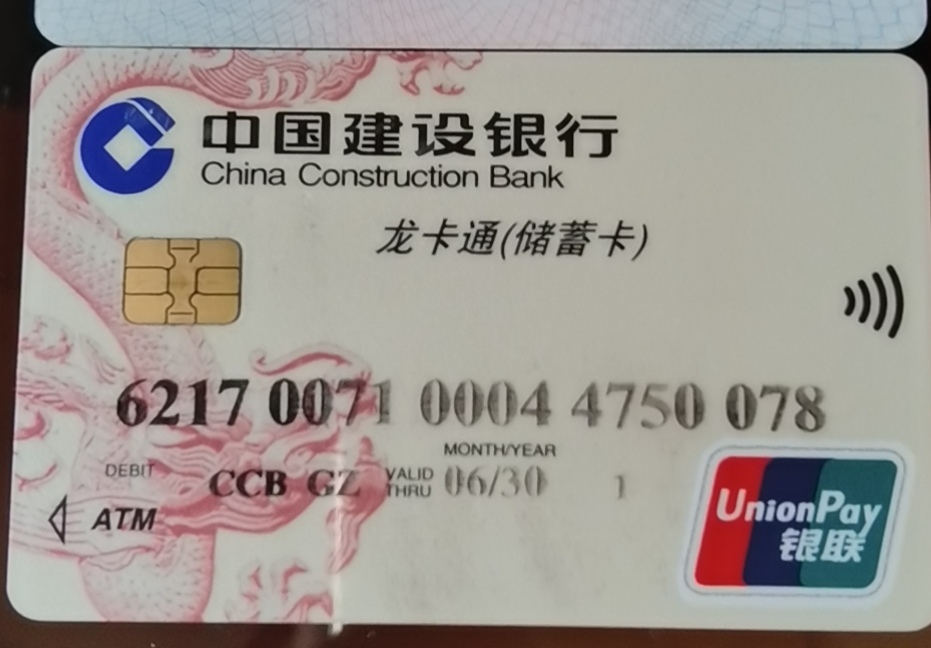 中国建设银行
China Construction Bank
龙卡通(储蓄卡)
6217 0071 0004 4750 078
MONTH/YEAR
DEBIT CCB GZ VALID THRU 06/30 1
ATM
UnionPay
银联